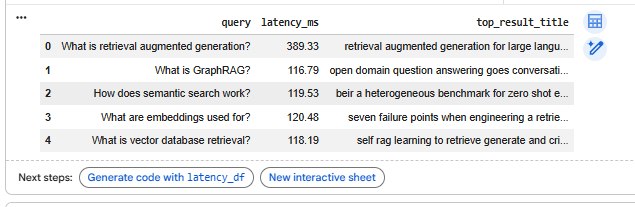 query latency_ms top_result_title
0 What is retrieval augmented generation? 389.33 retrieval augmented generation for large langu...
1 What is GraphRAG? 116.79 open domain question answering goes conversati...
2 How does semantic search work? 119.53 beir a heterogeneous benchmark for zero shot e...
3 What are embeddings used for? 120.48 seven failure points when engineering a retrie...
4 What is vector database retrieval? 118.19 self rag learning to retrieve generate and cri...
Next steps: Generate code with latency_df New interactive sheet